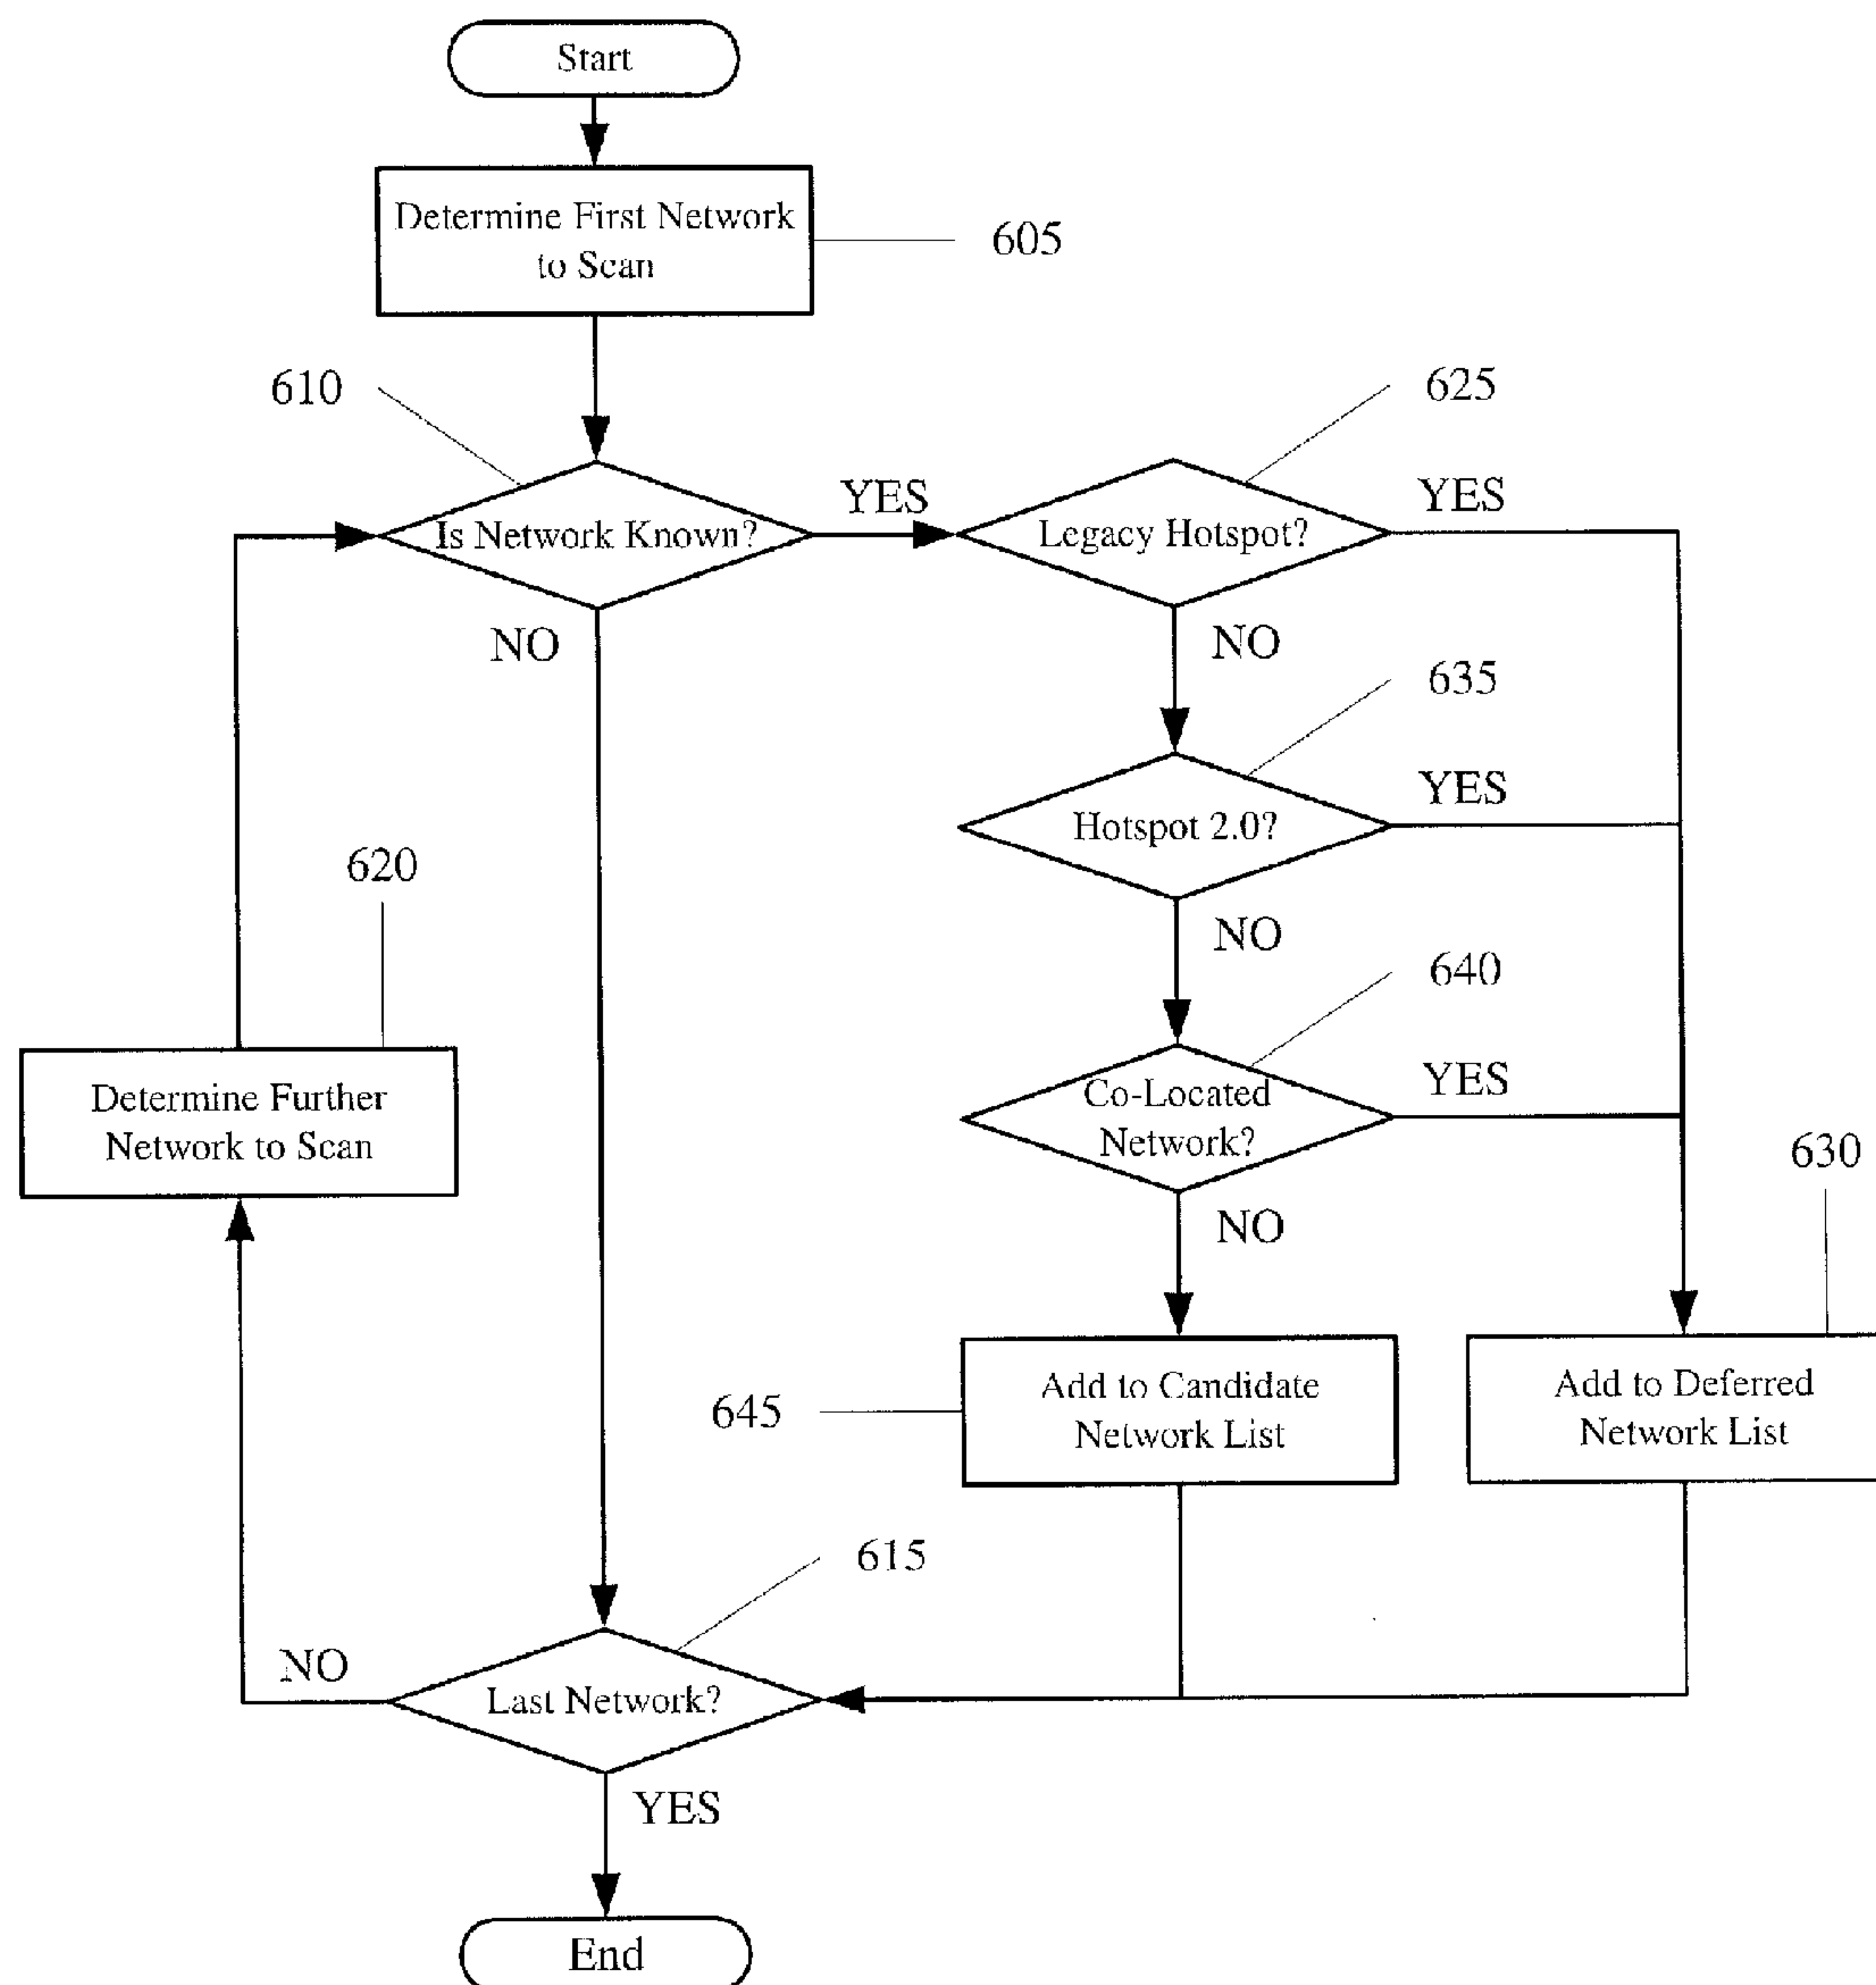 Start
Determine First Network
to Scan
605
610
625
Is Network Known?
YES
Legacy Hotspot?
YES
NO
NO
635
Hotspot 2.0?
YES
620
NO
640
Determine Further
Network to Scan
Co-Located
Network?
YES
630
NO
645
Add to Candidate
Network List
Add to Deferred
Network List
615
NO
Last Network?
YES
End